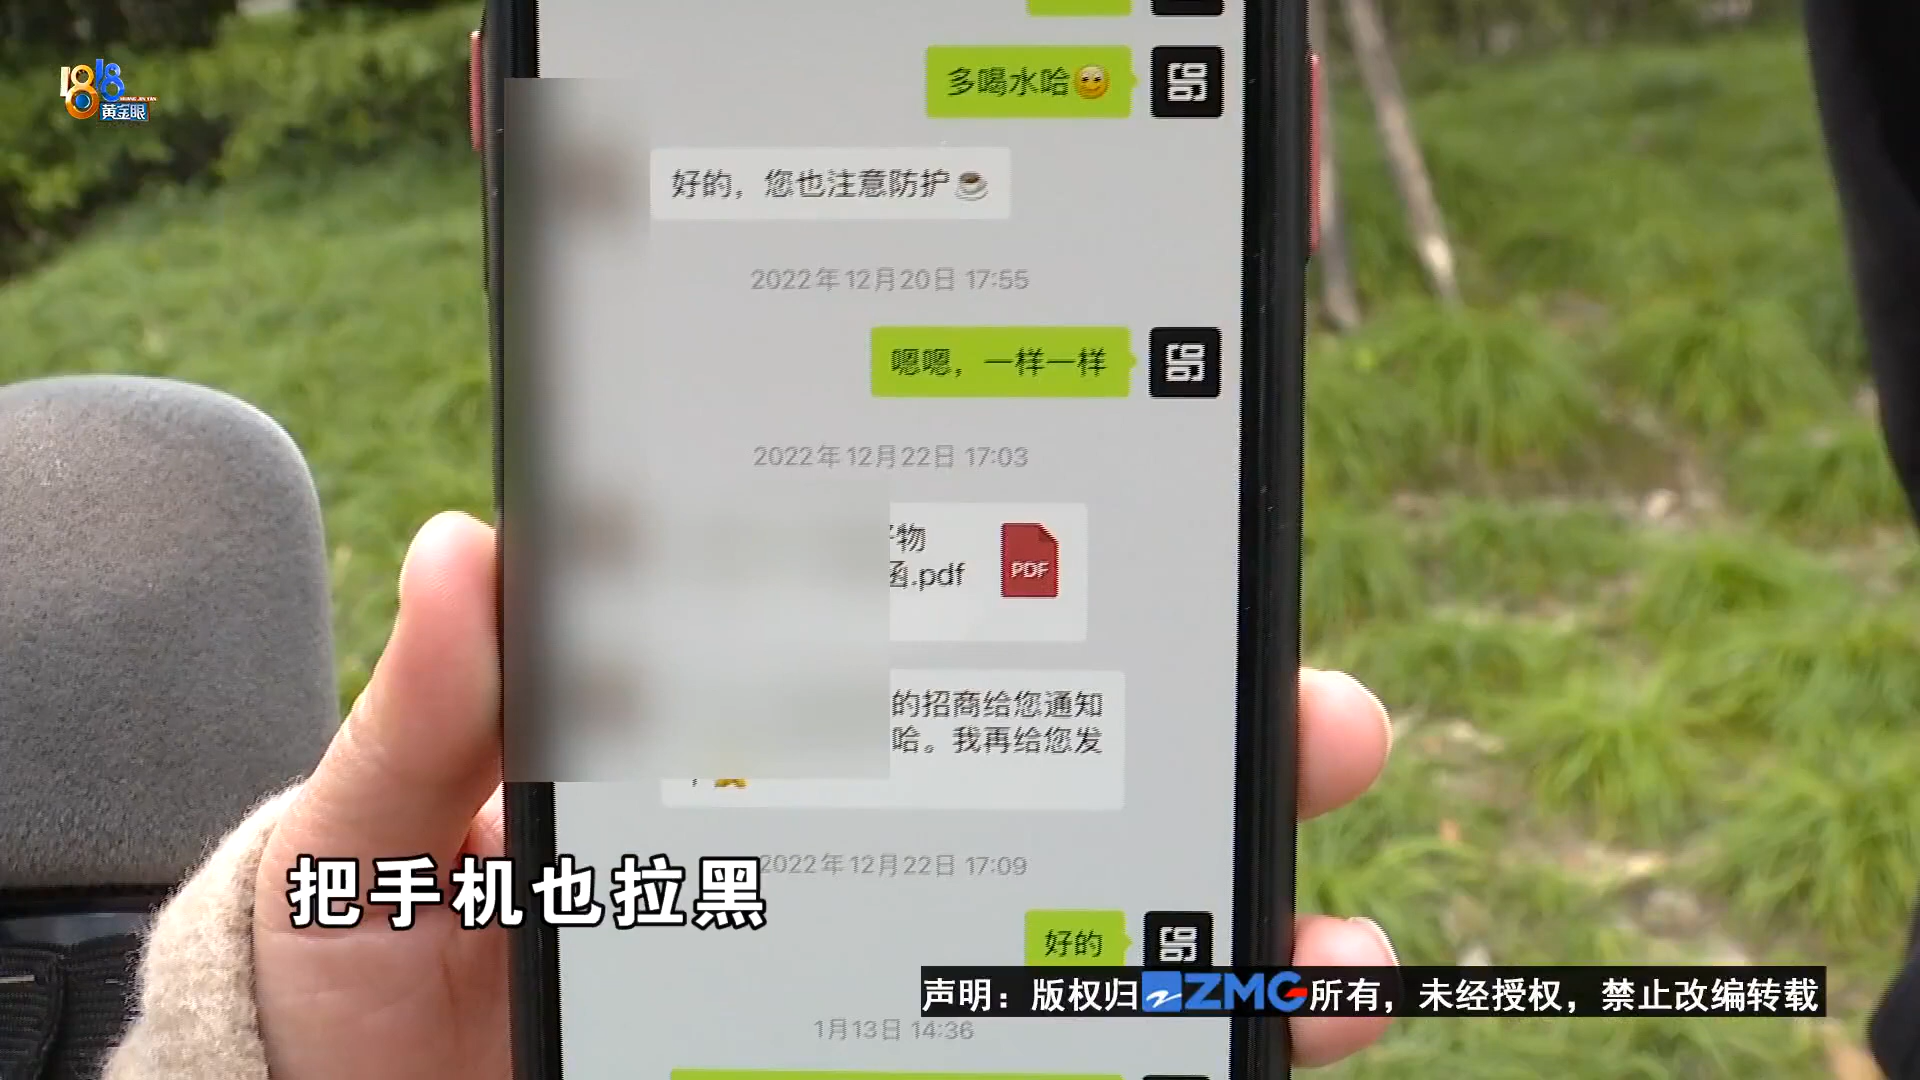 1818
黄金眼
多喝水哈
好的，您也注意防护
2022年12月20日 17:55
嗯嗯，一样一样
2022年12月22日 17:03
物
函.pdf
PDF
的招商给您通知
哈。我再给您发
2022年12月22日 17:09
把手机也拉黑
好的
声明：版权归ZMG所有，未经授权，禁止改编转载
1月13日 14:36